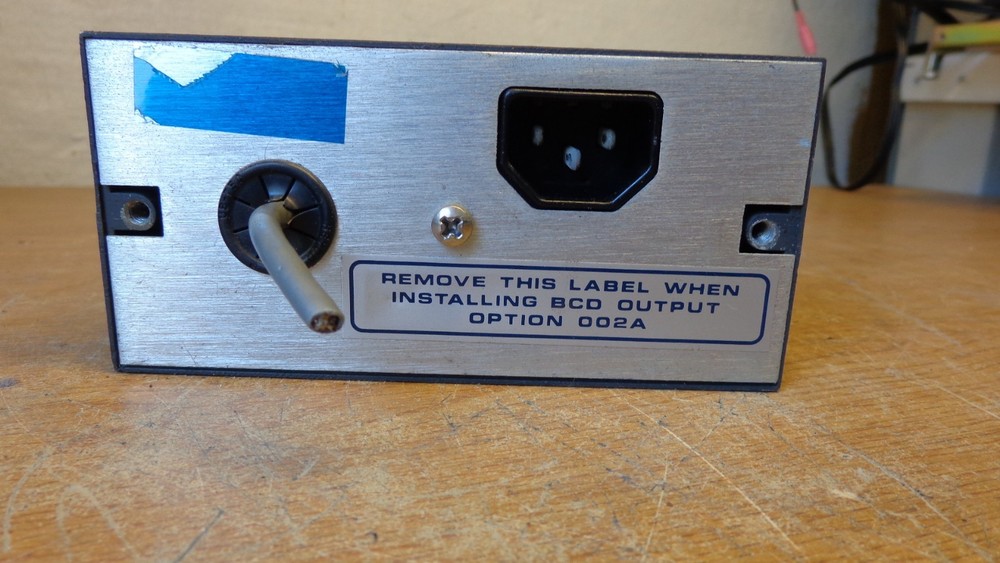 REMOVE THIS LABEL WHEN
INSTALLING BCD OUTPUT
OPTION 002A